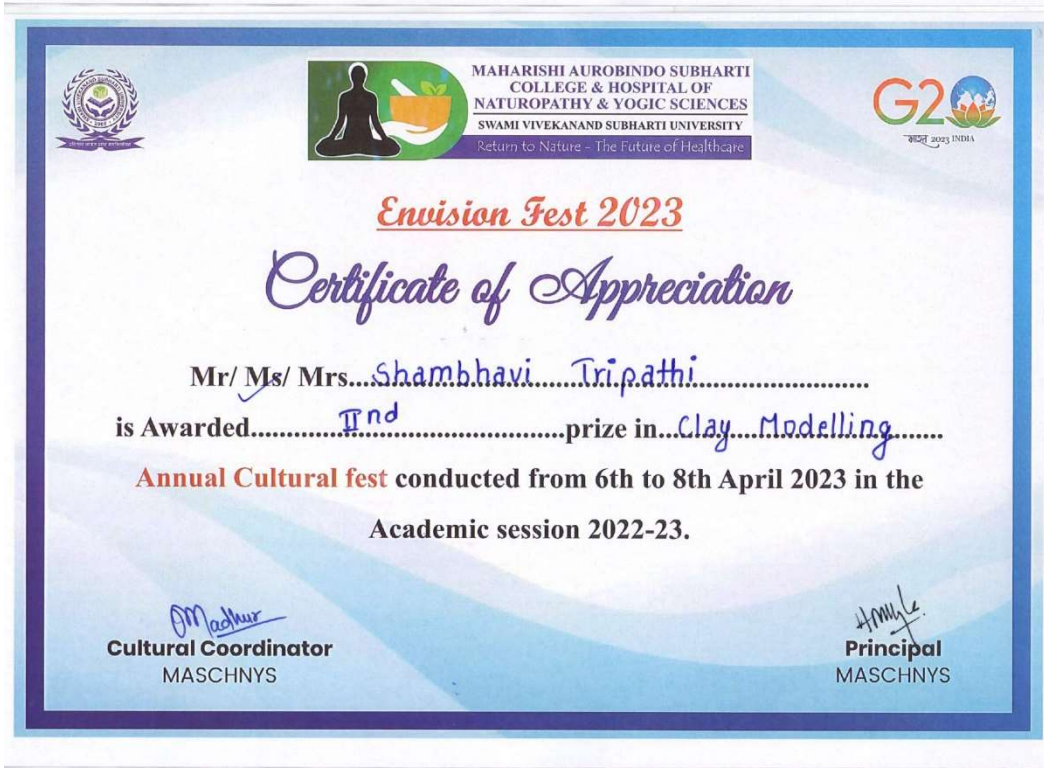 MAHARISHI AUROBINDO SUBHARTI
COLLEGE & HOSPITAL OF
NATUROPATHY & YOGIC SCIENCES
SWAMI VIVEKANAND SUBHARTI UNIVERSITY
Return to Nature - The Future of Healthcare
G20
भारत 2023 INDIA
Envision Fest 2023
Certificate of Appreciation
Mr/ Ms/ Mrs...Shambhavi Tripathi
is Awarded...IInd...prize in...Clay Modelling
Annual Cultural fest conducted from 6th to 8th April 2023 in the
Academic session 2022-23.
Madhur
Cultural Coordinator
MASCHNYS
Principal
MASCHNYS